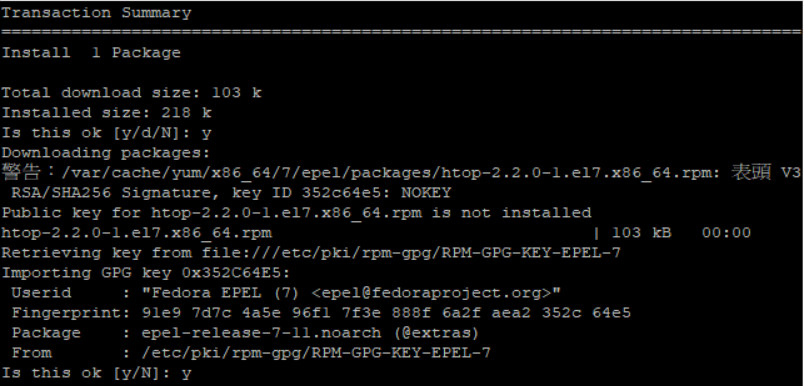 Transaction Summary
================================================================================
Install  1 Package

Total download size: 103 k
Installed size: 218 k
Is this ok [y/d/N]: y
Downloading packages:
警告：/var/cache/yum/x86_64/7/epel/packages/htop-2.2.0-1.el7.x86_64.rpm: 表頭 V3
 RSA/SHA256 Signature, key ID 352c64e5: NOKEY
Public key for htop-2.2.0-1.el7.x86_64.rpm is not installed
htop-2.2.0-1.el7.x86_64.rpm                                | 103 kB   00:00
Retrieving key from file:///etc/pki/rpm-gpg/RPM-GPG-KEY-EPEL-7
Importing GPG key 0x352C64E5:
 Userid     : "Fedora EPEL (7) <epel@fedoraproject.org>"
 Fingerprint: 91e9 7d7c 4a5e 96f1 7f3e 888f 6a2f aea2 352c 64e5
 Package    : epel-release-7-11.noarch (@extras)
 From       : /etc/pki/rpm-gpg/RPM-GPG-KEY-EPEL-7
Is this ok [y/N]: y